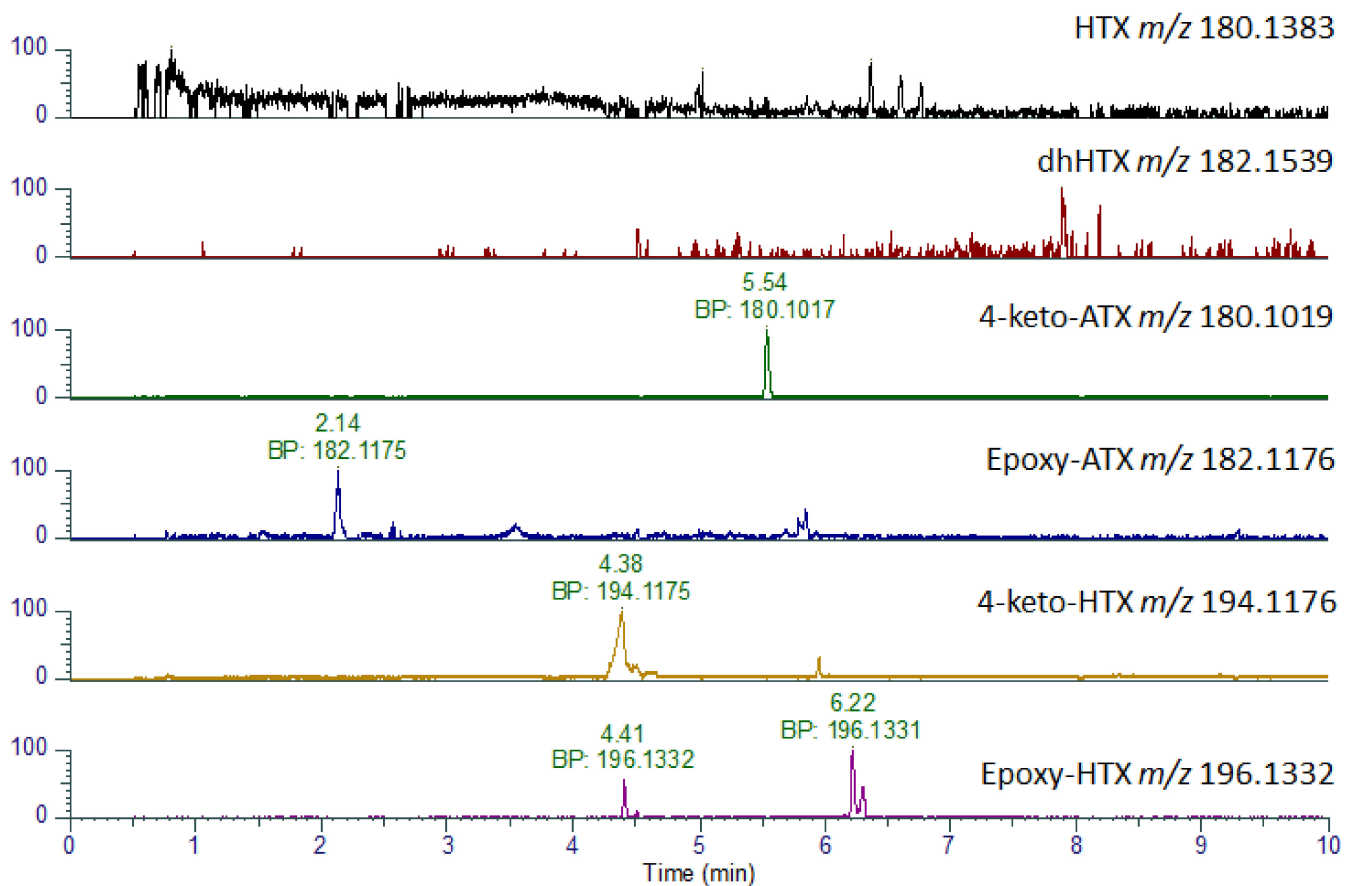 HTX m/z 180.1383
100
0
dhHTX m/z 182.1539
100
0
5.54
BP: 180.1017
4-keto-ATX m/z 180.1019
100
0
2.14
BP: 182.1175
Epoxy-ATX m/z 182.1176
100
0
4.38
BP: 194.1175
4-keto-HTX m/z 194.1176
100
0
4.41
BP: 196.1332
6.22
BP: 196.1331
Epoxy-HTX m/z 196.1332
100
0
0 1 2 3 4 5 6 7 8 9 10
Time (min)